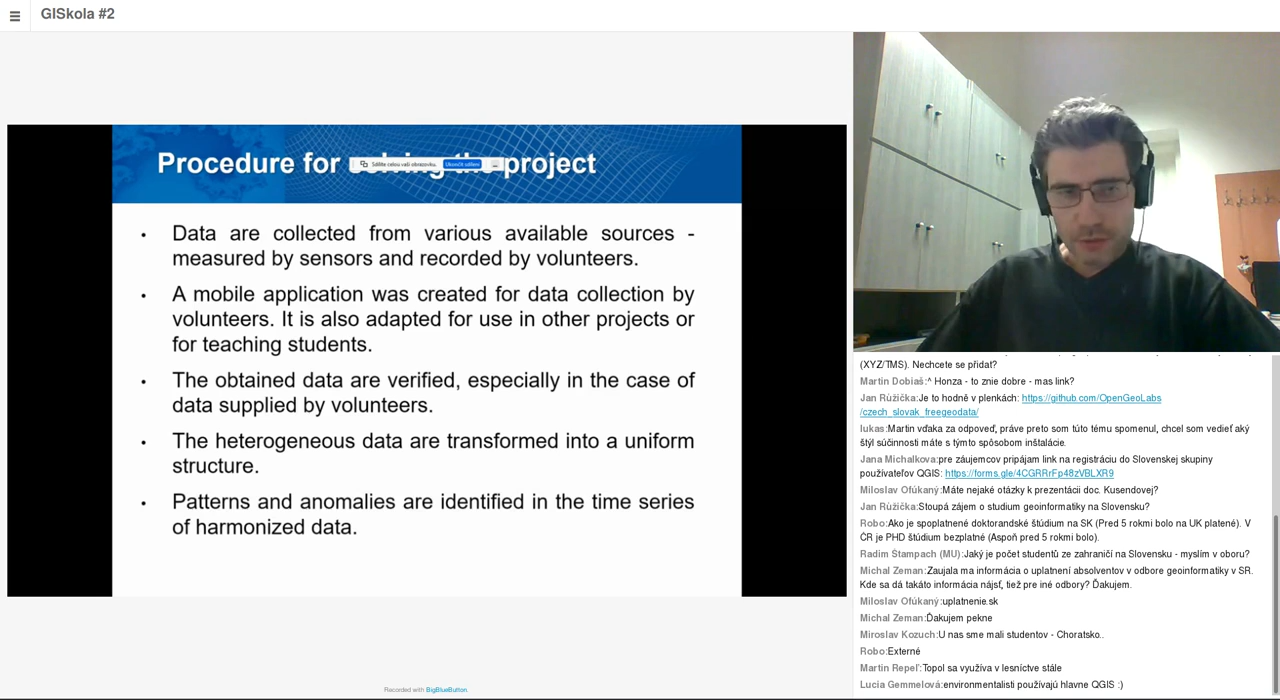 GISkola #2
Procedure for solving the project
Sdílíte celou vaši obrazovku.
Ukončit sdílení
Data are collected from various available sources -
measured by sensors and recorded by volunteers.
A mobile application was created for data collection by
volunteers. It is also adapted for use in other projects or
for teaching students.
The obtained data are verified, especially in the case of
data supplied by volunteers.
The heterogeneous data are transformed into a uniform
structure.
Patterns and anomalies are identified in the time series
of harmonized data.
Recorded with BigBlueButton.
(XYZ/TMS). Nechcete se přidat?
Martin Dobiaš:^ Honza - to znie dobre - mas link?
Jan Růžička:Je to hodně v plenkách: https://github.com/OpenGeoLabs
/czech_slovak_freegeodata/
lukas:Martin vďaka za odpoveď, práve preto som túto tému spomenul, chcel som vedieť aký
štýl súčinnosti máte s týmto spôsobom inštalácie.
Jana Michalkova:pre záujemcov pripájam link na registráciu do Slovenskej skupiny
používateľov QGIS: https://forms.gle/4CGRRrFp48zVBLXR9
Miloslav Ofúkaný:Máte nejaké otázky k prezentácii doc. Kusendovej?
Jan Růžička:Stoupá zájem o studium geoinformatiky na Slovensku?
Robo:Ako je spoplatnené doktorandské štúdium na SK (Pred 5 rokmi bolo na UK platené). V
ČR je PHD štúdium bezplatné (Aspoň pred 5 rokmi bolo).
Radim Štampach (MU):Jaký je počet studentů ze zahraničí na Slovensku - myslím v oboru?
Michal Zeman:Zaujala ma informácia o uplatnení absolventov v odbore geoinformatiky v SR.
Kde sa dá takáto informácia nájsť, tiež pre iné odbory? Ďakujem.
Miloslav Ofúkaný:uplatnenie.sk
Michal Zeman:Ďakujem pekne
Miroslav Kozuch:U nas sme mali studentov - Choratsko..
Robo:Externé
Martin Repeľ:Topol sa využíva v lesníctve stále
Lucia Gemmelová:environmentalisti používajú hlavne QGIS :)